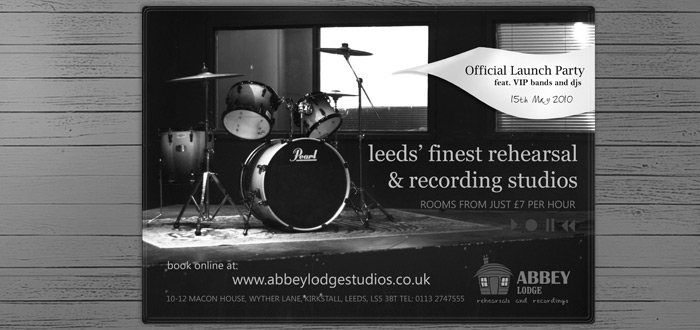 Official Launch Party
feat. VIP bands and djs
15th May 2010
Pearl
leeds' finest rehearsal
& recording studios
ROOMS FROM JUST £7 PER HOUR
book online at:
www.abbeylodgestudios.co.uk
10-12 MACON HOUSE, WYTHER LANE, KIRKSTALL, LEEDS, LS5 3BT TEL: 0113 2747555
ABBEY
LODGE
rehearsals and recordings